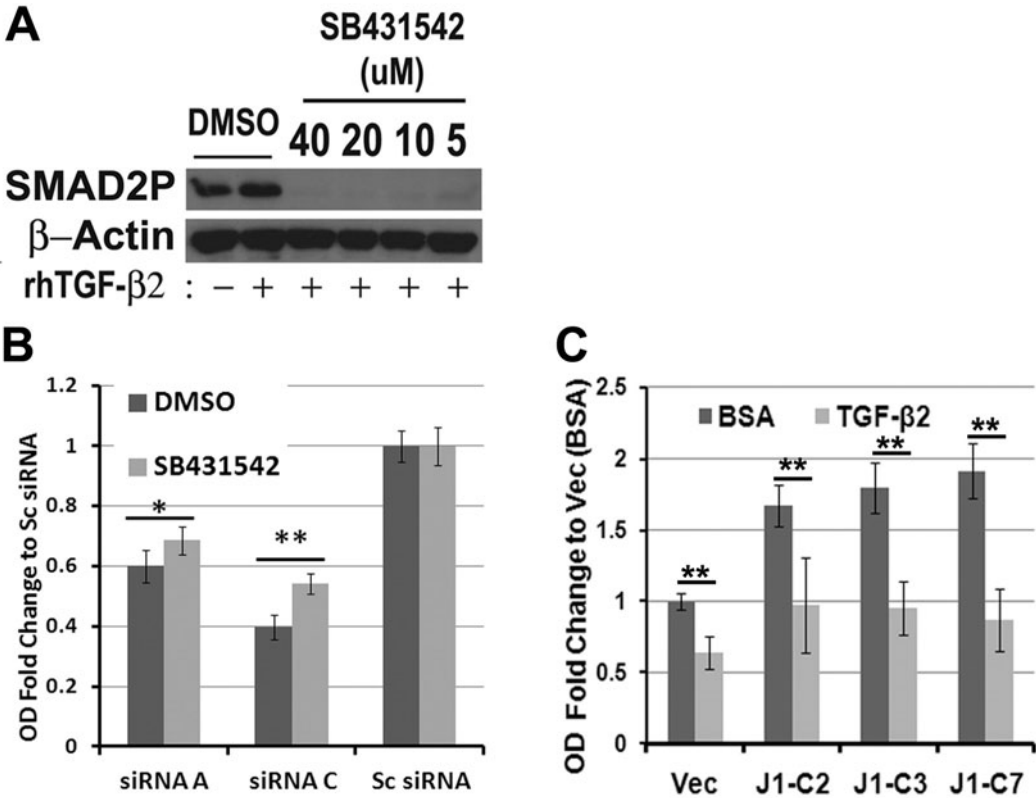 A
SB431542
(uM)
DMSO
40 20 10 5
SMAD2P
β–Actin
rhTGF-β2 : − + + + + +
B
OD Fold Change to Sc siRNA
1.2
1
0.8
0.6
0.4
0.2
0
DMSO
SB431542
*
**
siRNA A siRNA C Sc siRNA
C
OD Fold Change to Vec (BSA)
2.5
2
1.5
1
0.5
0
BSA TGF-β2
**
**
**
**
Vec J1-C2 J1-C3 J1-C7